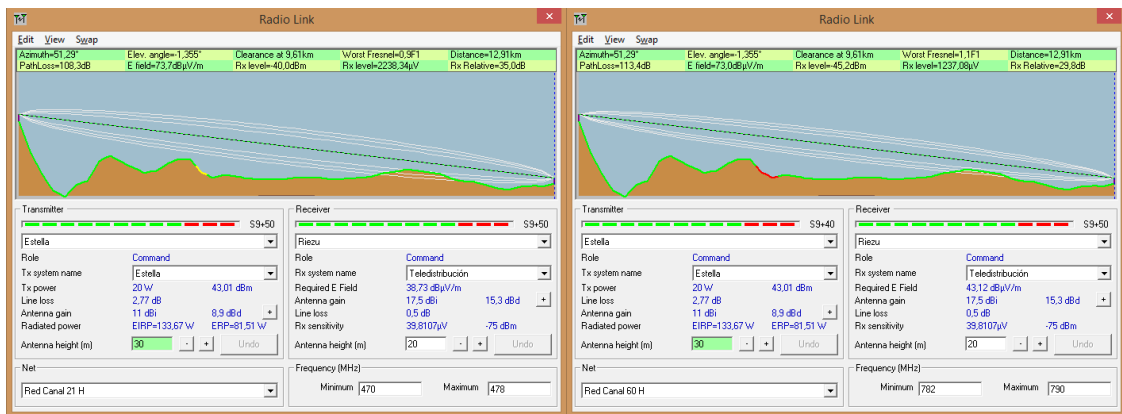 Radio Link
Edit View Swap
Azimuth=51,29° Elev. angle=-1,355° Clearance at 9,61km Worst Fresnel=0,9F1 Distance=12,91km
PathLoss=108,3dB E field=73,7dBµV/m Rx level=-40,0dBm Rx level=2238,34µV Rx Relative=35,0dB
Transmitter
S9+50
Estella
Role Command
Tx system name Estella
Tx power 20 W 43,01 dBm
Line loss 2,77 dB
Antenna gain 11 dBi 8,9 dBd +
Radiated power EIRP=133,67 W ERP=81,51 W
Antenna height (m) 30 - + Undo
Receiver
S9+50
Riezu
Role Command
Rx system name Teledistribución
Required E Field 38,73 dBµV/m
Antenna gain 17,5 dBi 15,3 dBd +
Line loss 0,5 dB
Rx sensitivity 39,8107µV -75 dBm
Antenna height (m) 20 - + Undo
Net
Red Canal 21 H
Frequency (MHz)
Minimum 470 Maximum 478
Radio Link
Edit View Swap
Azimuth=51,29° Elev. angle=-1,355° Clearance at 9,61km Worst Fresnel=1,1F1 Distance=12,91km
PathLoss=113,4dB E field=73,0dBµV/m Rx level=-45,2dBm Rx level=1237,08µV Rx Relative=29,8dB
Transmitter
S9+40
Estella
Role Command
Tx system name Estella
Tx power 20 W 43,01 dBm
Line loss 2,77 dB
Antenna gain 11 dBi 8,9 dBd +
Radiated power EIRP=133,67 W ERP=81,51 W
Antenna height (m) 30 - + Undo
Receiver
S9+50
Riezu
Role Command
Rx system name Teledistribución
Required E Field 43,12 dBµV/m
Antenna gain 17,5 dBi 15,3 dBd +
Line loss 0,5 dB
Rx sensitivity 39,8107µV -75 dBm
Antenna height (m) 20 - + Undo
Net
Red Canal 60 H
Frequency (MHz)
Minimum 782 Maximum 790